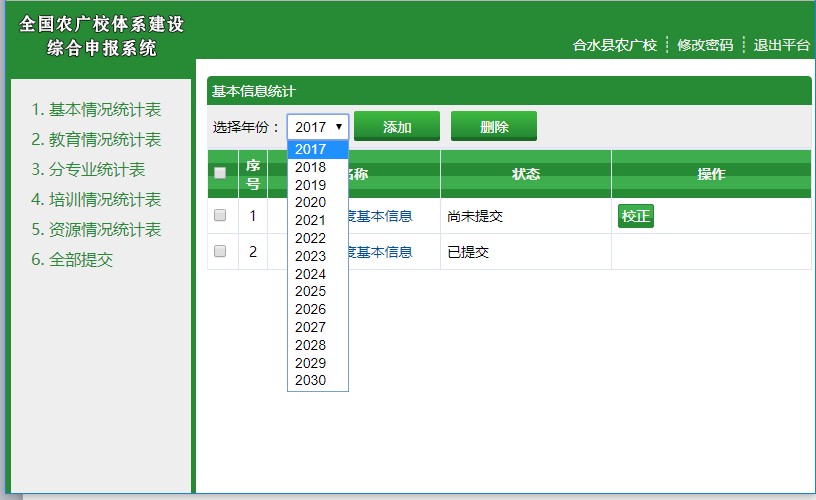 全国农广校体系建设
综合申报系统
合水县农广校 修改密码 退出平台
1. 基本情况统计表
2. 教育情况统计表
3. 分专业统计表
4. 培训情况统计表
5. 资源情况统计表
6. 全部提交
基本信息统计
选择年份： 2017 添加 删除
序号 名称 状态 操作
1 度基本信息 尚未提交 校正
2 度基本信息 已提交
2017
2018
2019
2020
2021
2022
2023
2024
2025
2026
2027
2028
2029
2030